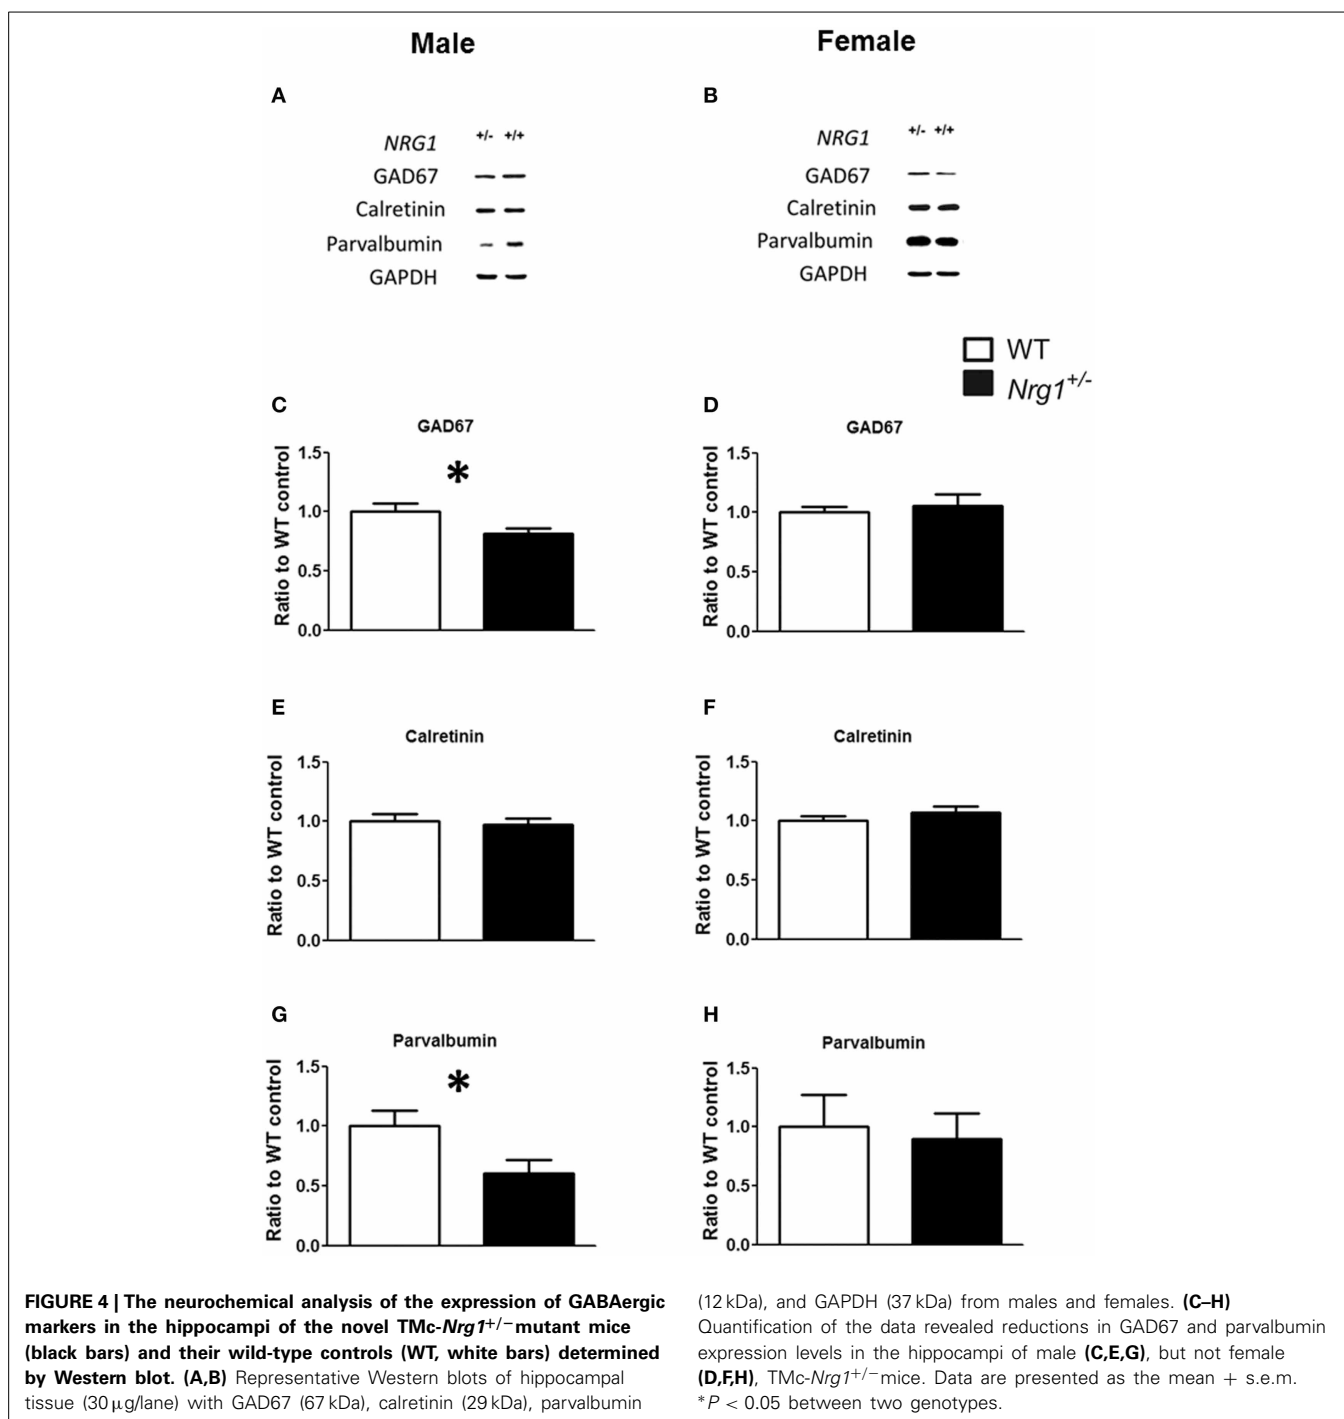 Male
Female
A
B
NRG1 +/- +/+
GAD67
Calretinin
Parvalbumin
GAPDH
NRG1 +/- +/+
GAD67
Calretinin
Parvalbumin
GAPDH
WT
Nrg1+/-
C
GAD67
Ratio to WT control
1.5
1.0
0.5
0.0
*
D
GAD67
Ratio to WT control
1.5
1.0
0.5
0.0
E
Calretinin
Ratio to WT control
1.5
1.0
0.5
0.0
F
Calretinin
Ratio to WT control
1.5
1.0
0.5
0.0
G
Parvalbumin
Ratio to WT control
1.5
1.0
0.5
0.0
*
H
Parvalbumin
Ratio to WT control
1.5
1.0
0.5
0.0
FIGURE 4 | The neurochemical analysis of the expression of GABAergic
markers in the hippocampi of the novel TMc-Nrg1+/− mutant mice
(black bars) and their wild-type controls (WT, white bars) determined
by Western blot. (A,B) Representative Western blots of hippocampal
tissue (30 μg/lane) with GAD67 (67 kDa), calretinin (29 kDa), parvalbumin
(12 kDa), and GAPDH (37 kDa) from males and females. (C–H)
Quantification of the data revealed reductions in GAD67 and parvalbumin
expression levels in the hippocampi of male (C,E,G), but not female
(D,F,H), TMc-Nrg1+/− mice. Data are presented as the mean + s.e.m.
*P < 0.05 between two genotypes.